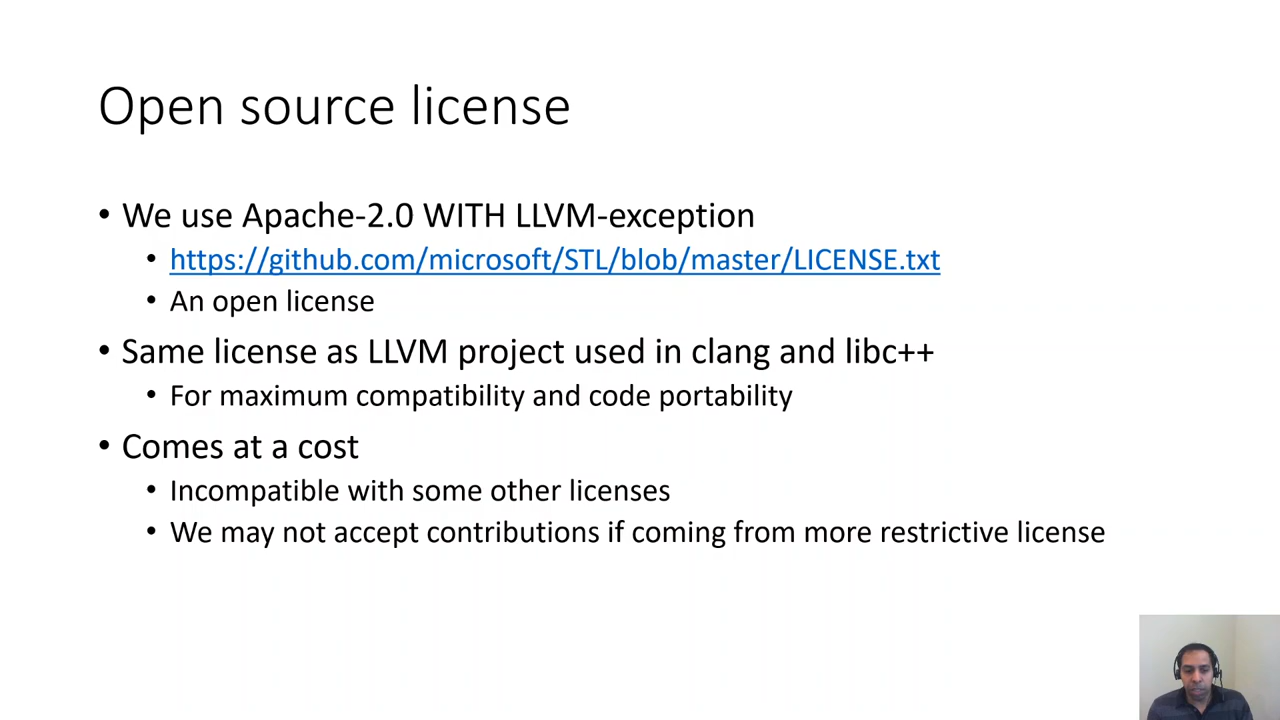 Open source license
• We use Apache-2.0 WITH LLVM-exception
• https://github.com/microsoft/STL/blob/master/LICENSE.txt
• An open license
• Same license as LLVM project used in clang and libc++
• For maximum compatibility and code portability
• Comes at a cost
• Incompatible with some other licenses
• We may not accept contributions if coming from more restrictive license